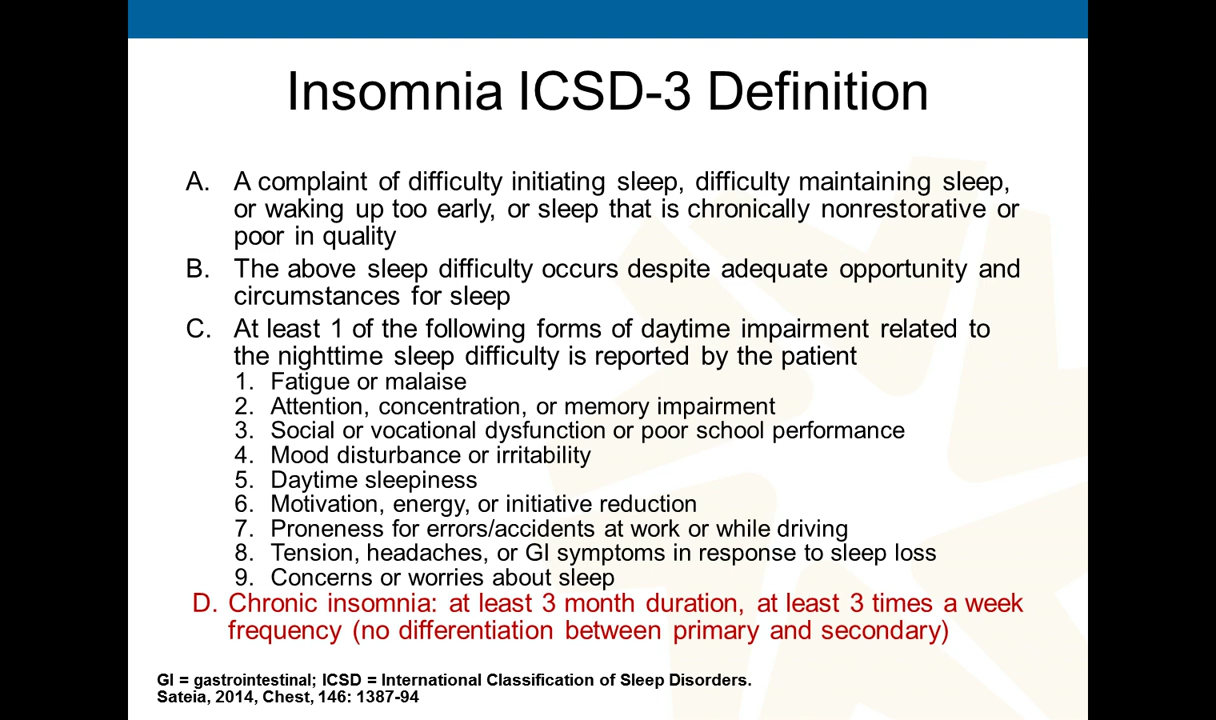 Insomnia ICSD-3 Definition
A. A complaint of difficulty initiating sleep, difficulty maintaining sleep,
or waking up too early, or sleep that is chronically nonrestorative or
poor in quality
B. The above sleep difficulty occurs despite adequate opportunity and
circumstances for sleep
C. At least 1 of the following forms of daytime impairment related to
the nighttime sleep difficulty is reported by the patient
1. Fatigue or malaise
2. Attention, concentration, or memory impairment
3. Social or vocational dysfunction or poor school performance
4. Mood disturbance or irritability
5. Daytime sleepiness
6. Motivation, energy, or initiative reduction
7. Proneness for errors/accidents at work or while driving
8. Tension, headaches, or GI symptoms in response to sleep loss
9. Concerns or worries about sleep
D. Chronic insomnia: at least 3 month duration, at least 3 times a week
frequency (no differentiation between primary and secondary)
GI = gastrointestinal; ICSD = International Classification of Sleep Disorders.
Sateia, 2014, Chest, 146: 1387-94